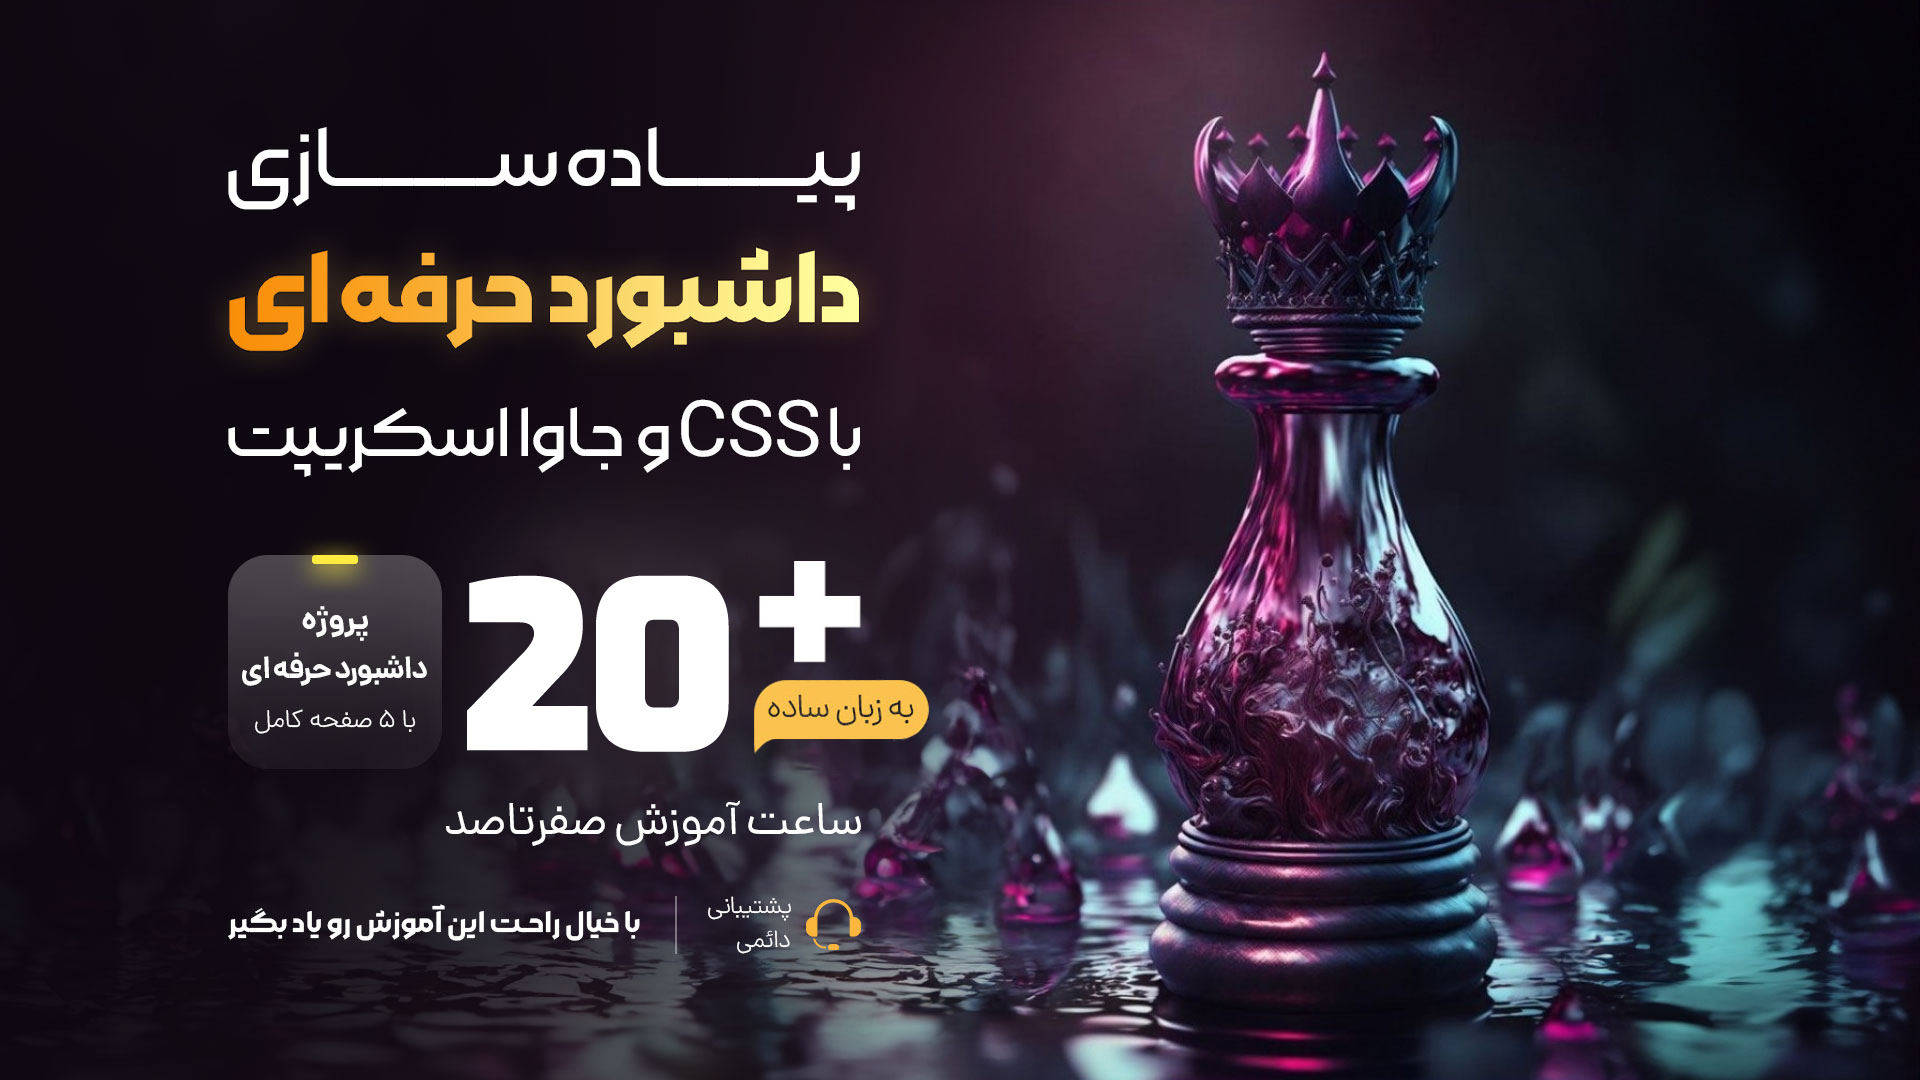 پیاده سازی
داشبورد حرفه ای
با CSS و جاوا اسکریپت
20+
به زبان ساده
پروژه
داشبورد حرفه ای
با ۵ صفحه کامل
ساعت آموزش صفرتاصد
پشتیبانی
دائمی
با خیال راحت این آموزش رو یاد بگیر